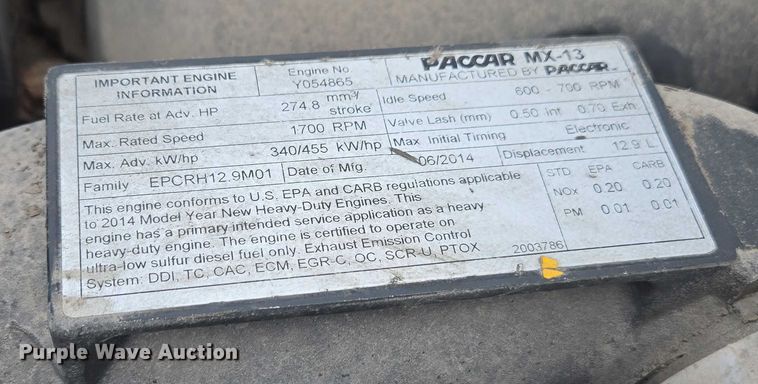 IMPORTANT ENGINE INFORMATION
Engine No. Y054865
PACCAR MX-13
MANUFACTURED BY PACCAR
Fuel Rate at Adv. HP 274.8 mm³/stroke
Idle Speed 600 - 700 RPM
Max. Rated Speed 1700 RPM
Valve Lash (mm) 0.50 Int. 0.70 Exh.
Max. Adv. kW/hp 340/455 kW/hp
Max Initial Timing Electronic
Family EPCRH12.9M01
Date of Mfg. 06/2014
Displacement 12.9 L
This engine conforms to U.S. EPA and CARB regulations applicable
to 2014 Model Year New Heavy-Duty Engines. This
engine has a primary intended service application as a heavy
heavy-duty engine. The engine is certified to operate on
ultra-low sulfur diesel fuel only. Exhaust Emission Control
System: DDI, TC, CAC, ECM, EGR-C, OC, SCR-U, PTOX
STD EPA CARB
NOx 0.20 0.20
PM 0.01 0.01
2003786
Purple Wave Auction